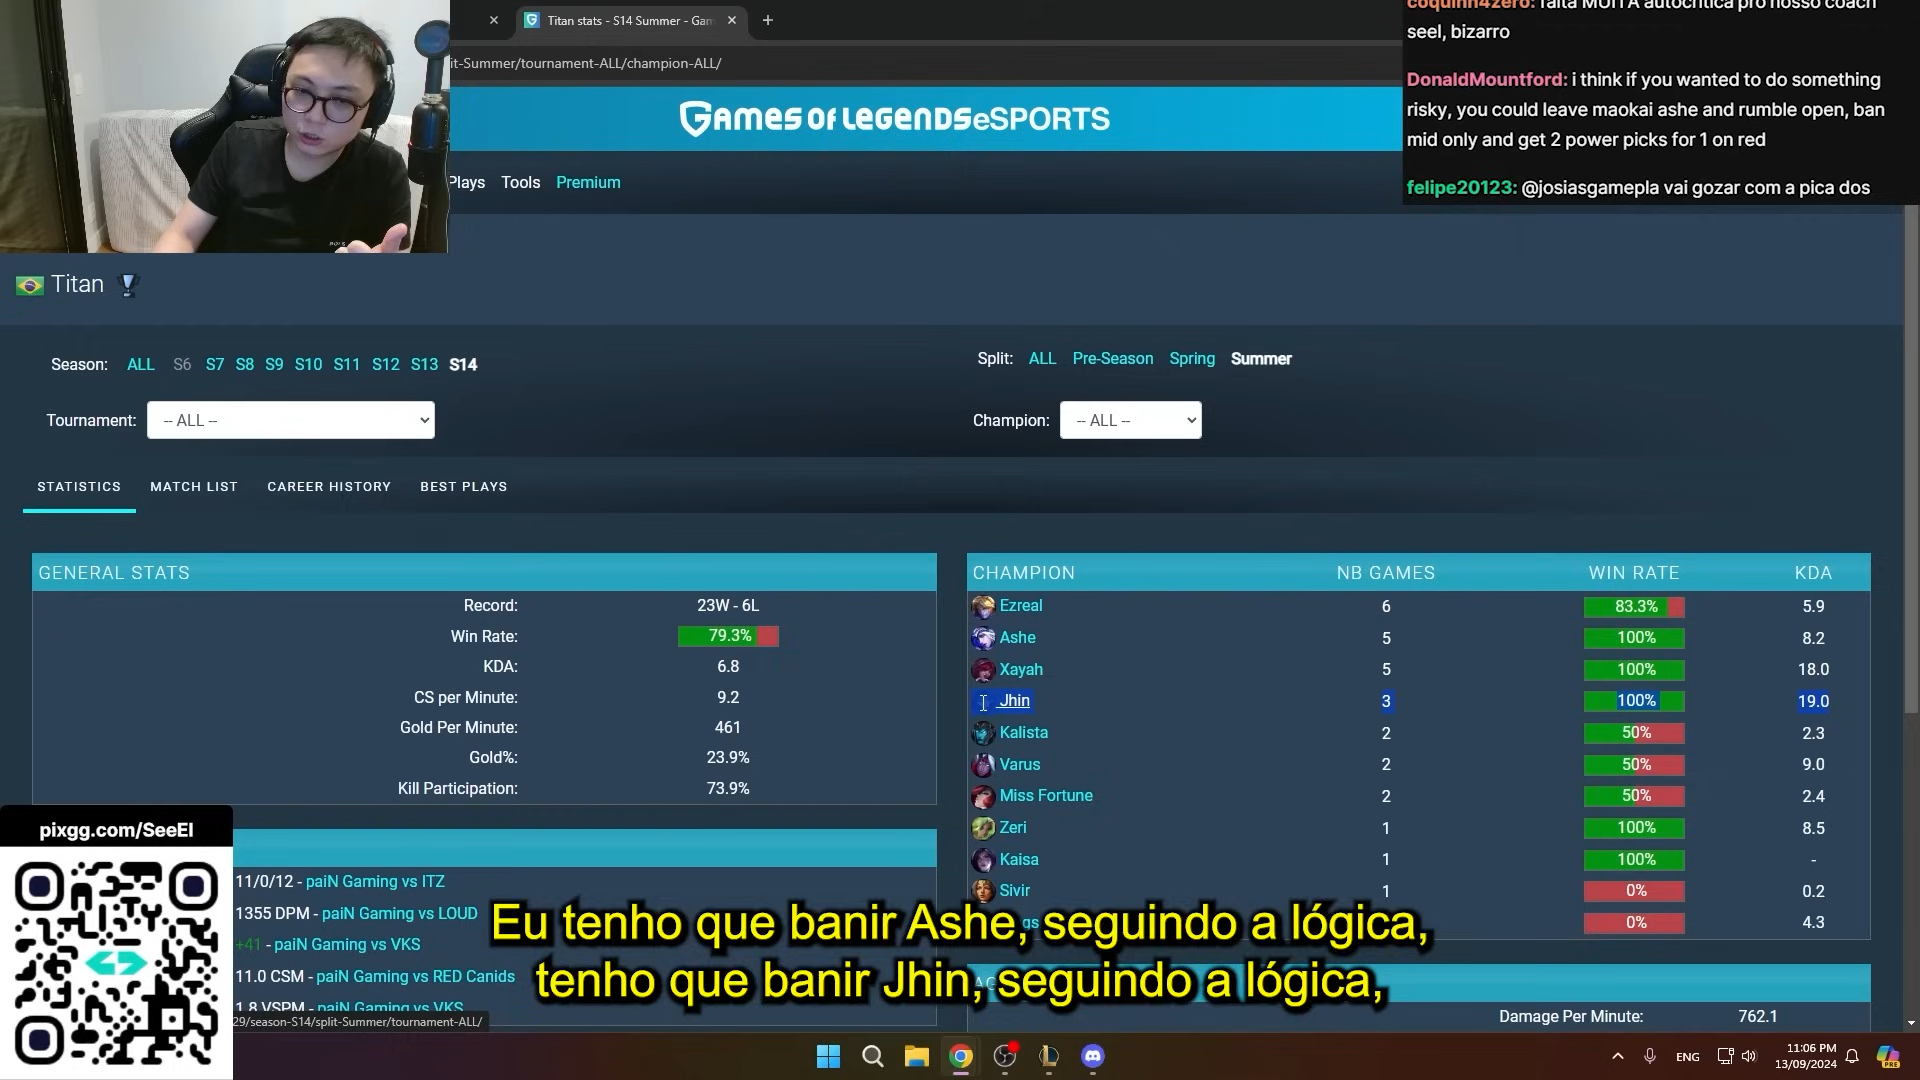 Titan stats - S14 Summer - Gam
it-Summer/tournament-ALL/champion-ALL/
GAMES OF LEGENDS eSPORTS
Plays Tools Premium
coquinh4zero: falta MUITA autocritica pro nosso coach
seel, bizarro
DonaldMountford: i think if you wanted to do something
risky, you could leave maokai ashe and rumble open, ban
mid only and get 2 power picks for 1 on red
felipe20123: @josiasgamepla vai gozar com a pica dos
Titan
Season: ALL S6 S7 S8 S9 S10 S11 S12 S13 S14
Split: ALL Pre-Season Spring Summer
Tournament: -- ALL --
Champion: -- ALL --
STATISTICS MATCH LIST CAREER HISTORY BEST PLAYS
GENERAL STATS
Record: 23W - 6L
Win Rate: 79.3%
KDA: 6.8
CS per Minute: 9.2
Gold Per Minute: 461
Gold%: 23.9%
Kill Participation: 73.9%
CHAMPION NB GAMES WIN RATE KDA
Ezreal 6 83.3% 5.9
Ashe 5 100% 8.2
Xayah 5 100% 18.0
Jhin 3 100% 19.0
Kalista 2 50% 2.3
Varus 2 50% 9.0
Miss Fortune 2 50% 2.4
Zeri 1 100% 8.5
Kaisa 1 100% -
Sivir 1 0% 0.2
gs 0% 4.3
pixgg.com/SeeEl
11/0/12 - paiN Gaming vs ITZ
1355 DPM - paiN Gaming vs LOUD
+41 - paiN Gaming vs VKS
11.0 CSM - paiN Gaming vs RED Canids
1.8 VSPM - paiN Gaming vs VKS
29/season-S14/split-Summer/tournament-ALL/
Eu tenho que banir Ashe, seguindo a lógica,
tenho que banir Jhin, seguindo a lógica,
Damage Per Minute: 762.1
ENG
11:06 PM
13/09/2024
PRE